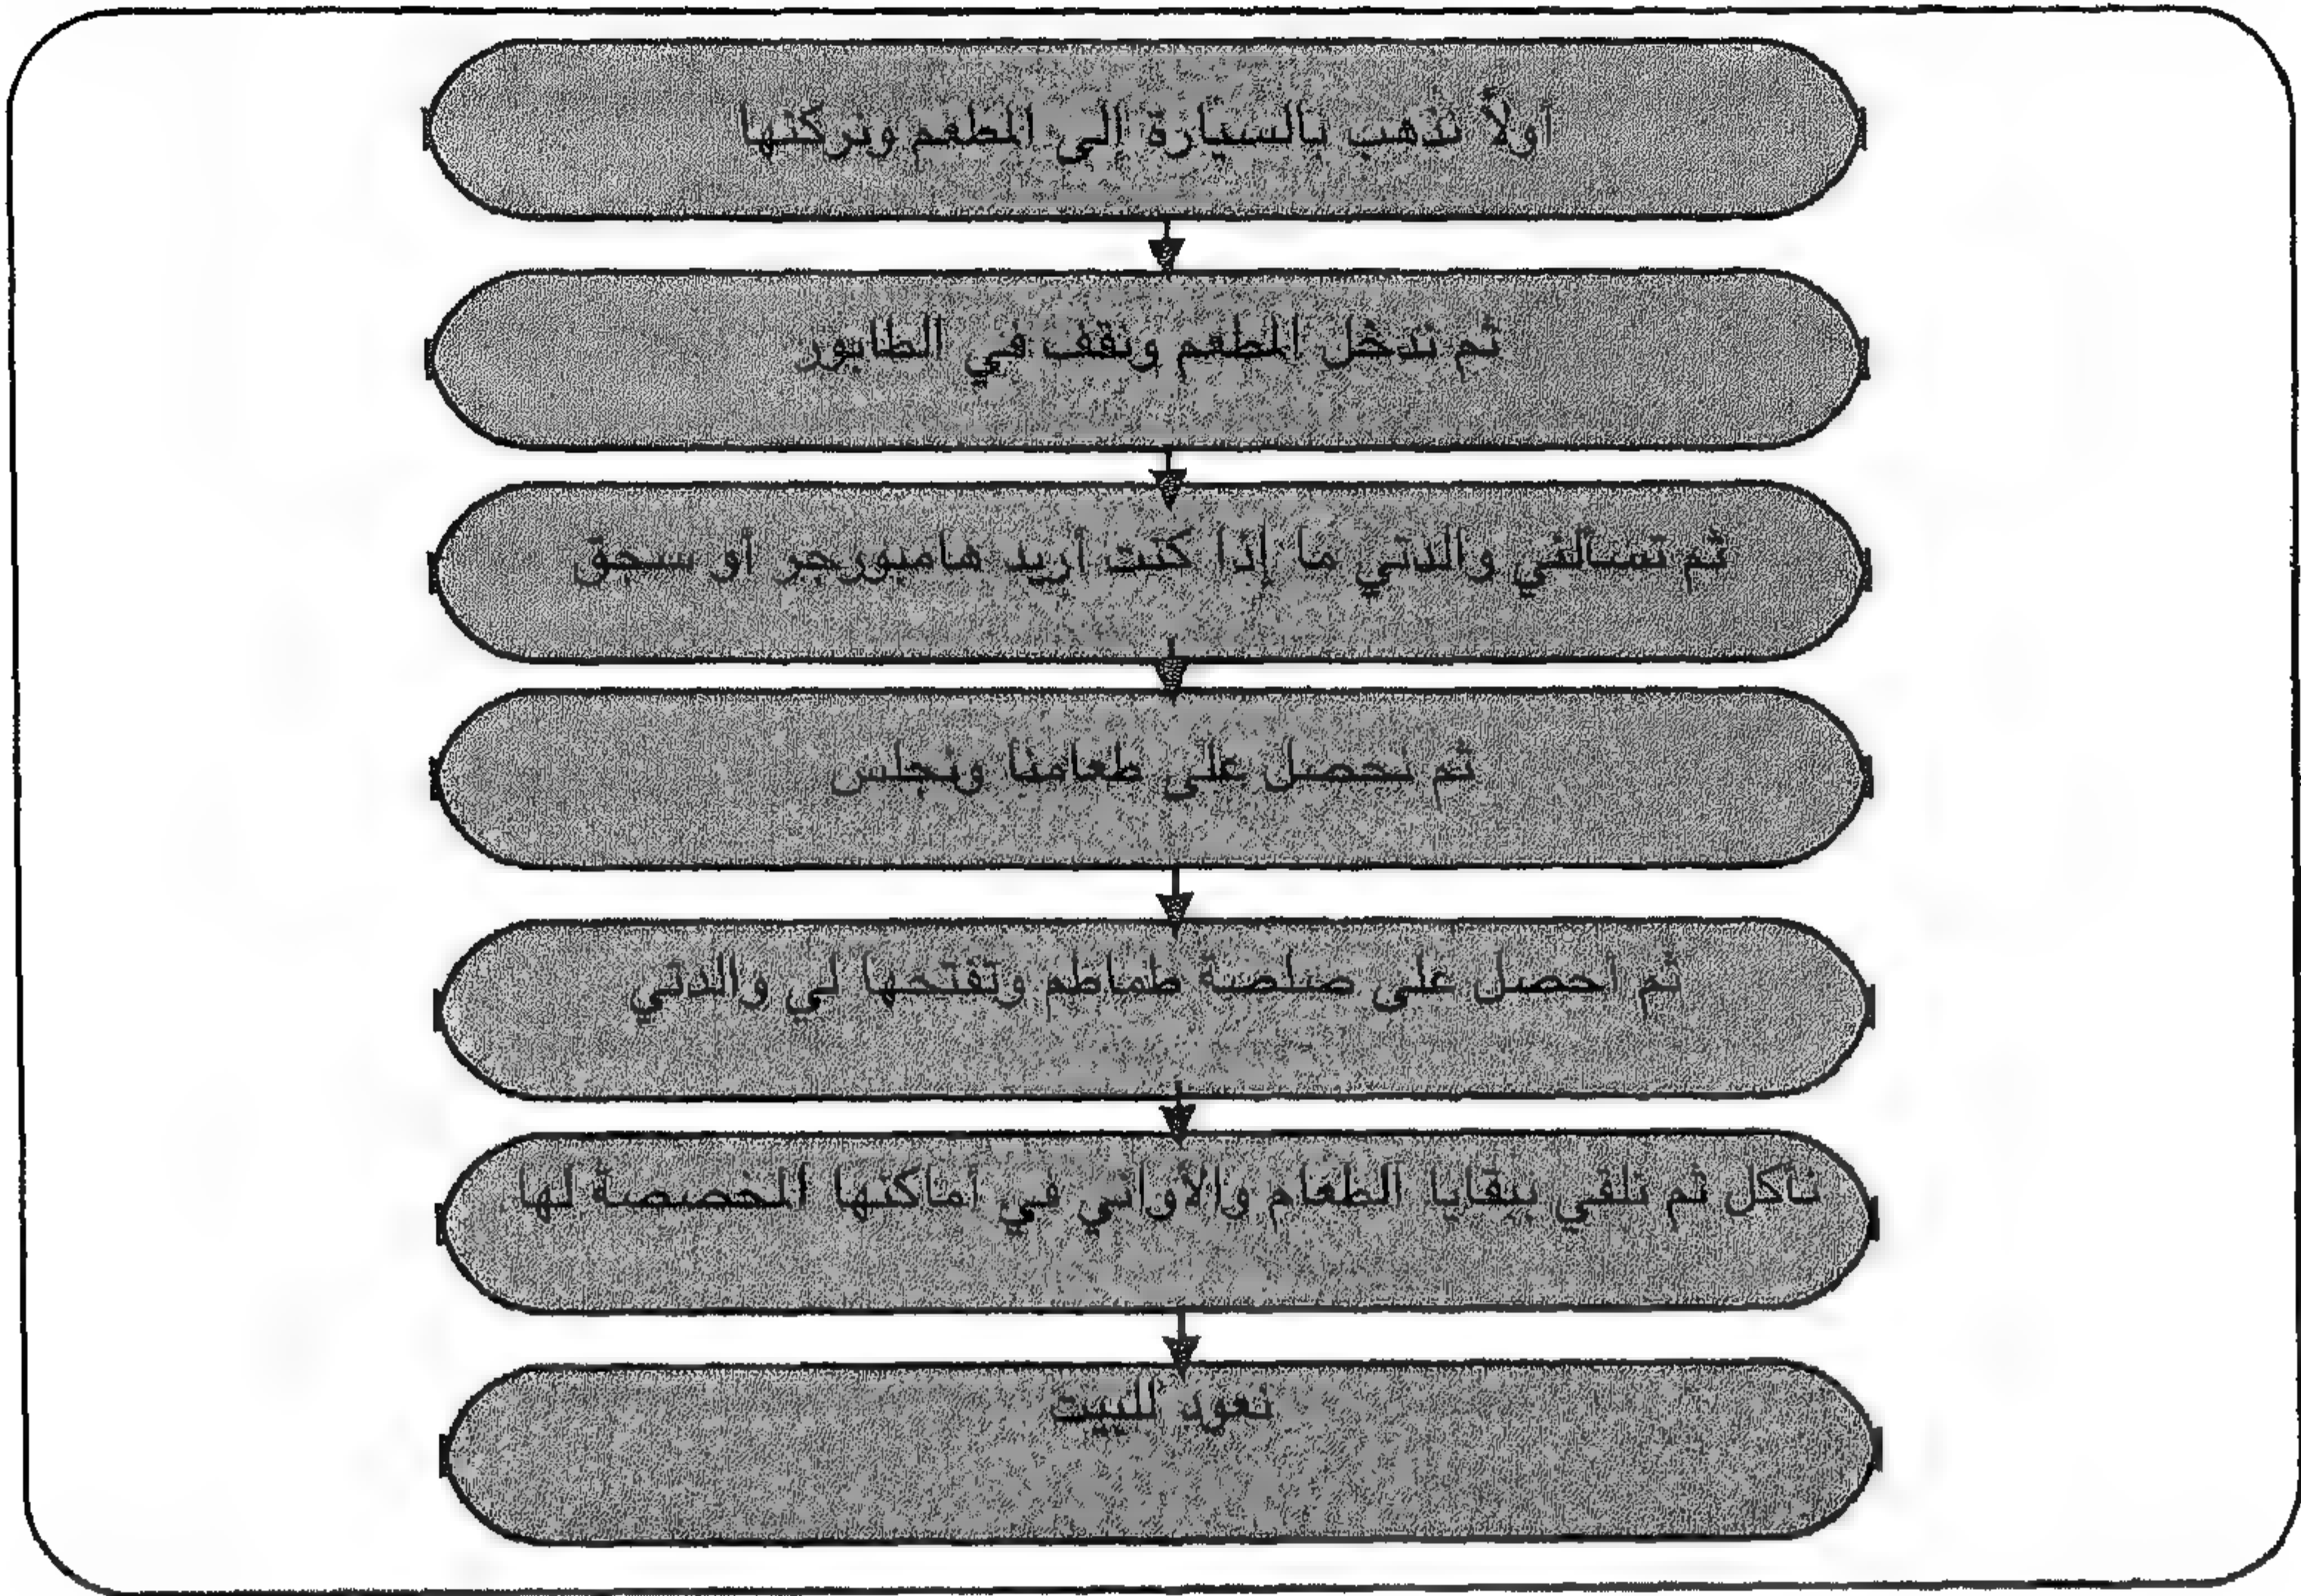 أولاً نذهب بالسيارة إلى المطعم ونركنها
ثم ندخل المطعم ونقف في الطابور
ثم تسألني والدتي ما إذا كنت أريد هامبورجر أو سجق
ثم نحصل على طعامنا ونجلس
ثم أحصل على صلصة طماطم وتفتحها لي والدتي
نأكل ثم نلقي ببقايا الطعام والأواني في أماكنها المخصصة لها.
نعود للبيت